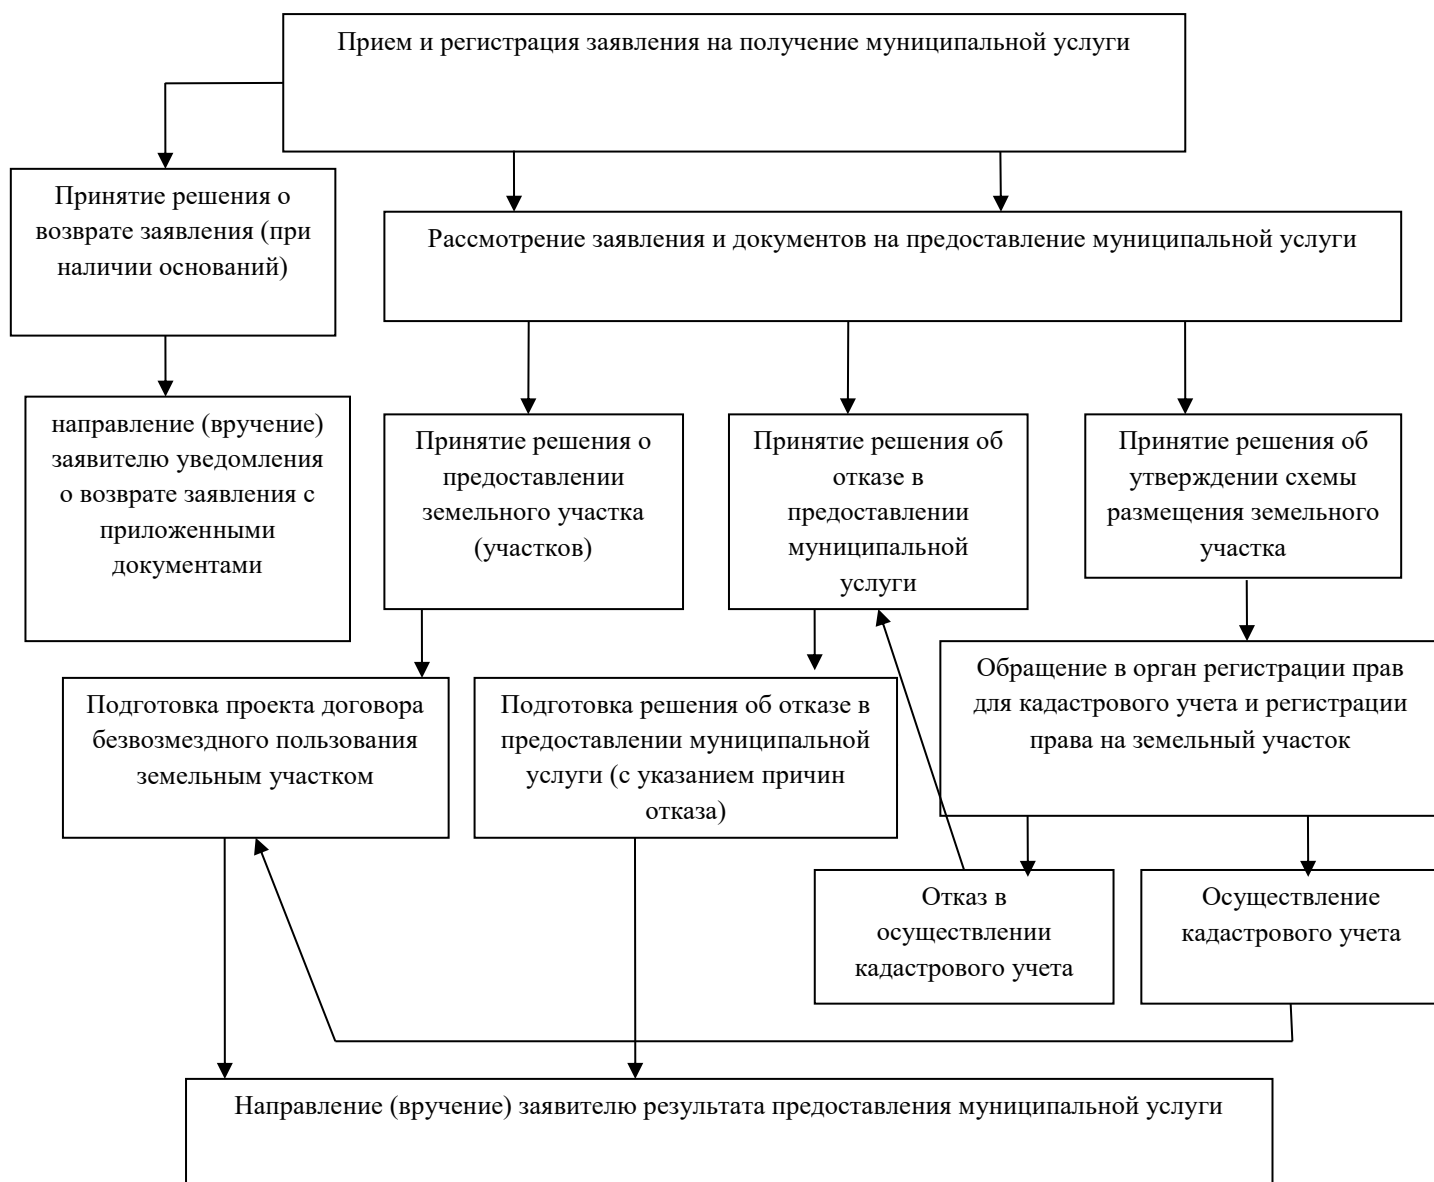 Прием и регистрация заявления на получение муниципальной услуги
Принятие решения о
возврате заявления (при
наличии оснований)
Рассмотрение заявления и документов на предоставление муниципальной услуги
направление (вручение)
заявителю уведомления
о возврате заявления с
приложенными
документами
Принятие решения о
предоставлении
земельного участка
(участков)
Принятие решения об
отказе в
предоставлении
муниципальной
услуги
Принятие решения об
утверждении схемы
размещения земельного
участка
Подготовка проекта договора
безвозмездного пользования
земельным участком
Подготовка решения об отказе в
предоставлении муниципальной
услуги (с указанием причин
отказа)
Обращение в орган регистрации прав
для кадастрового учета и регистрации
права на земельный участок
Отказ в
осуществлении
кадастрового учета
Осуществление
кадастрового учета
Направление (вручение) заявителю результата предоставления муниципальной услуги